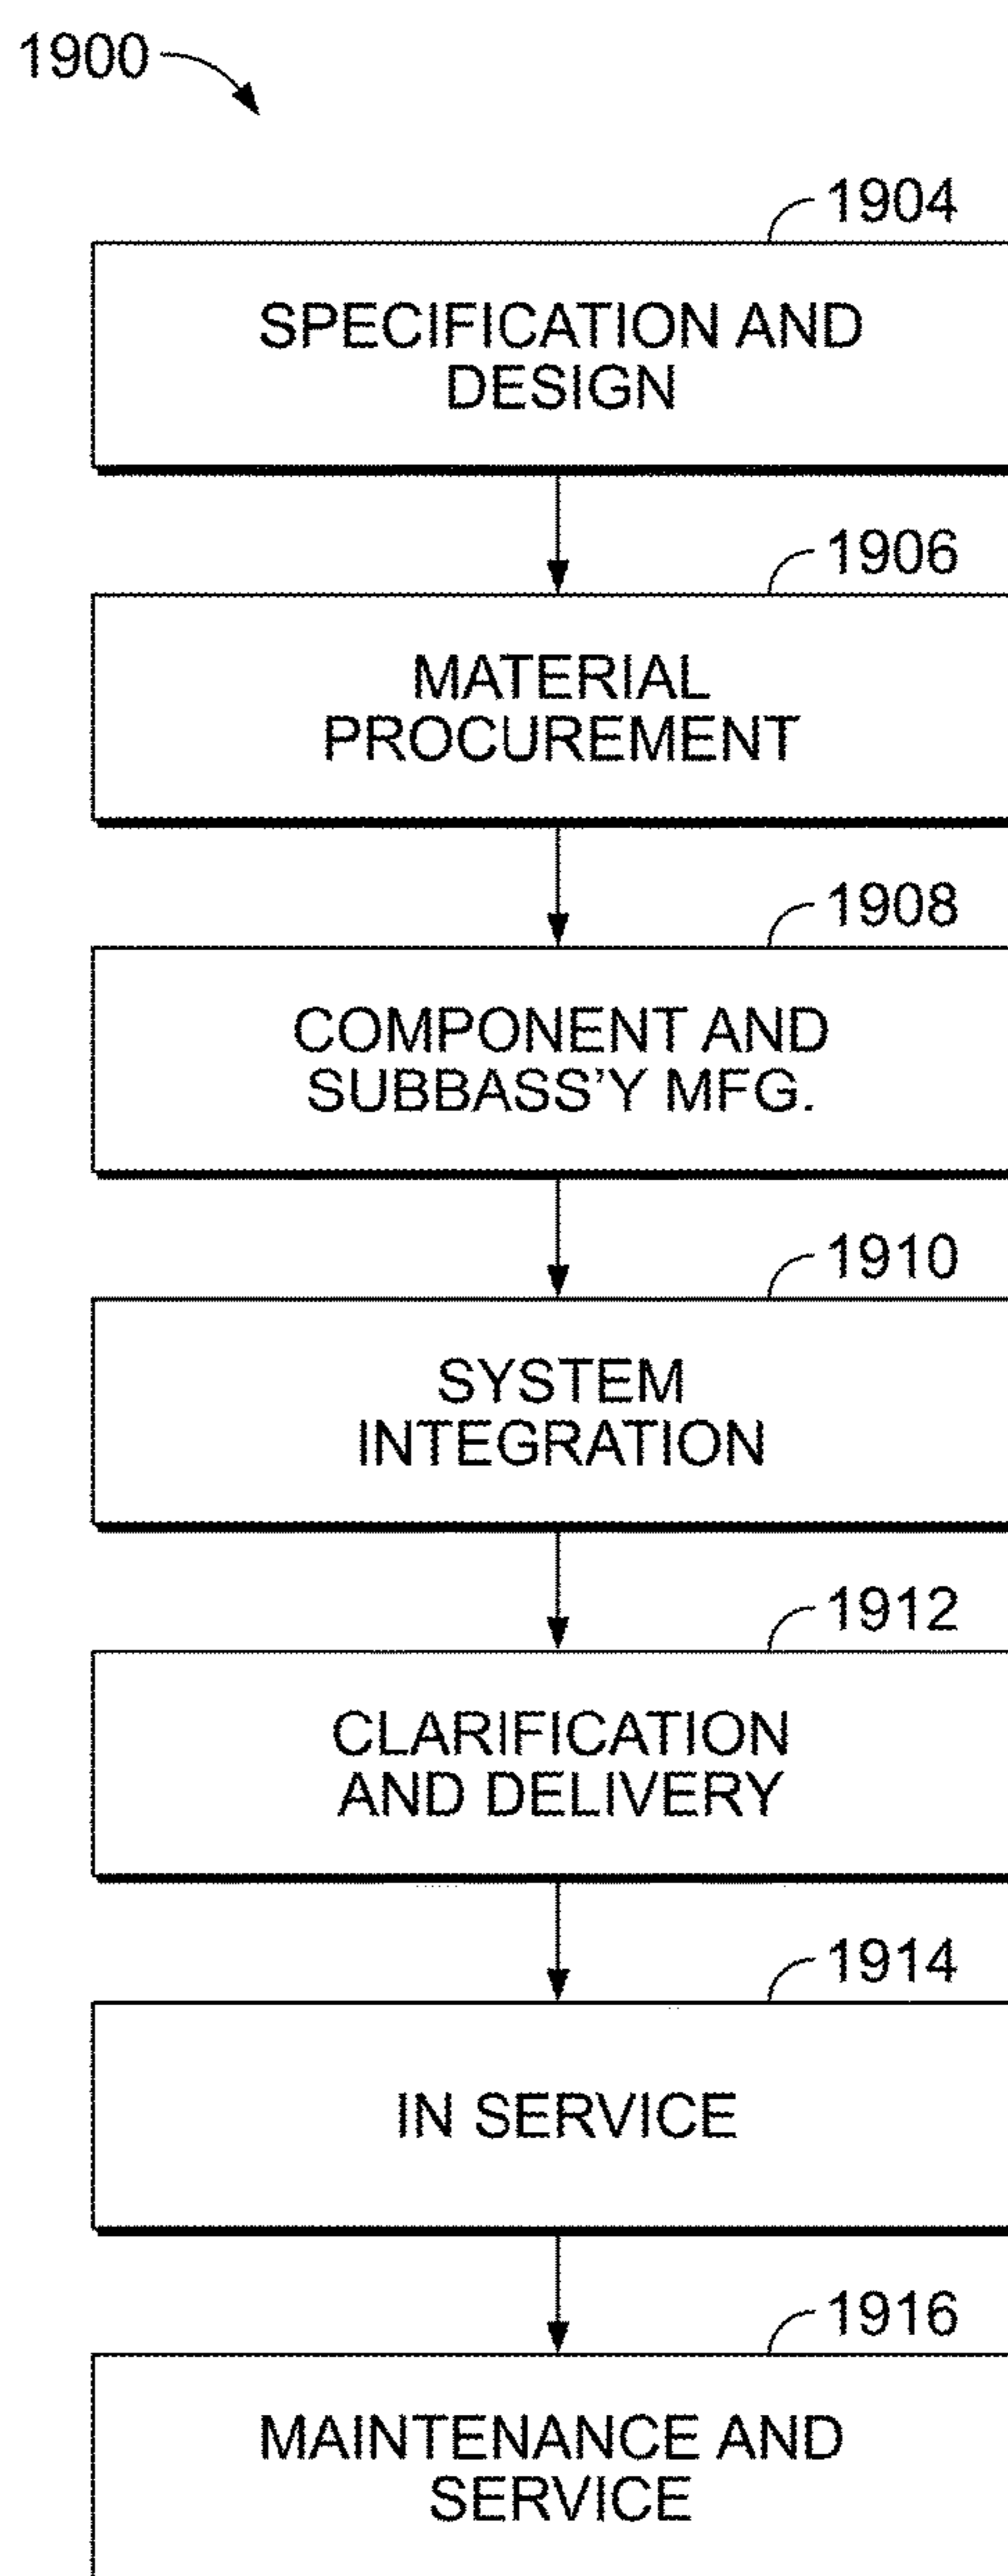 1900
1904
SPECIFICATION AND
DESIGN
1906
MATERIAL
PROCUREMENT
1908
COMPONENT AND
SUBBASS'Y MFG.
1910
SYSTEM
INTEGRATION
1912
CLARIFICATION
AND DELIVERY
1914
IN SERVICE
1916
MAINTENANCE AND
SERVICE